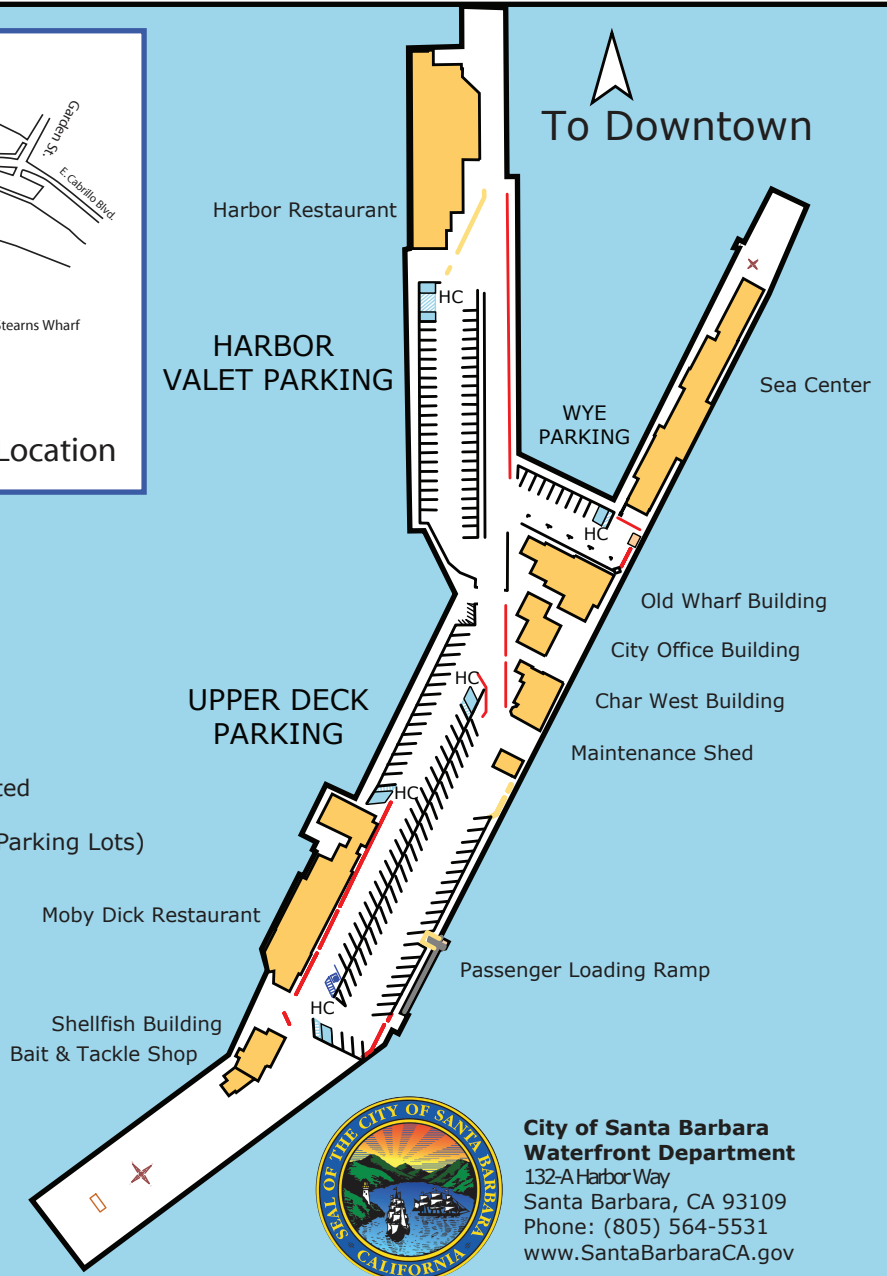 Garden St.
E. Cabrillo Blvd.
Stearns Wharf
Location
To Downtown
Harbor Restaurant
HC
HARBOR
VALET PARKING
Sea Center
WYE
PARKING
HC
Old Wharf Building
City Office Building
HC
UPPER DECK
PARKING
Char West Building
Maintenance Shed
HC
ted
Parking Lots)
Moby Dick Restaurant
Passenger Loading Ramp
HC
Shellfish Building
Bait & Tackle Shop
SEAL OF THE CITY OF SANTA BARBARA
CALIFORNIA
City of Santa Barbara
Waterfront Department
132-A Harbor Way
Santa Barbara, CA 93109
Phone: (805) 564-5531
www.SantaBarbaraCA.gov